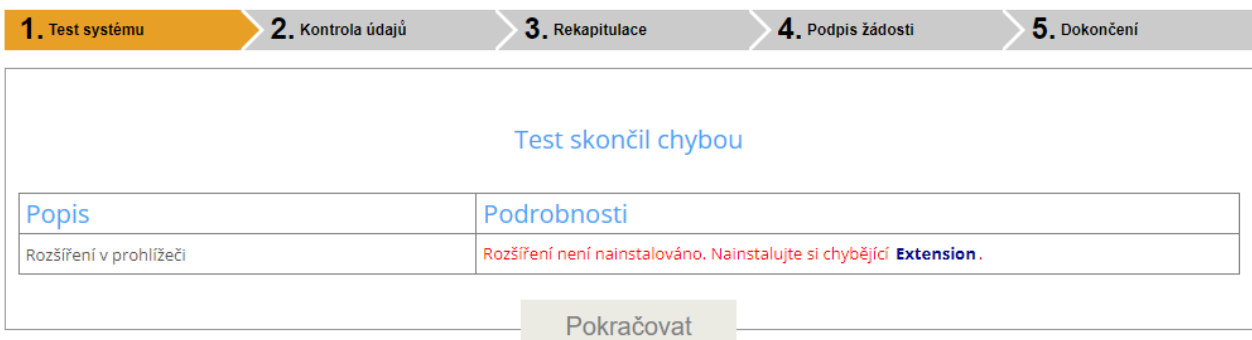 1. Test systému 2. Kontrola údajů 3. Rekapitulace 4. Podpis žádosti 5. Dokončení
Test skončil chybou
Popis Podrobnosti
Rozšíření v prohlížeči Rozšíření není nainstalováno. Nainstalujte si chybějící Extension.
Pokračovat